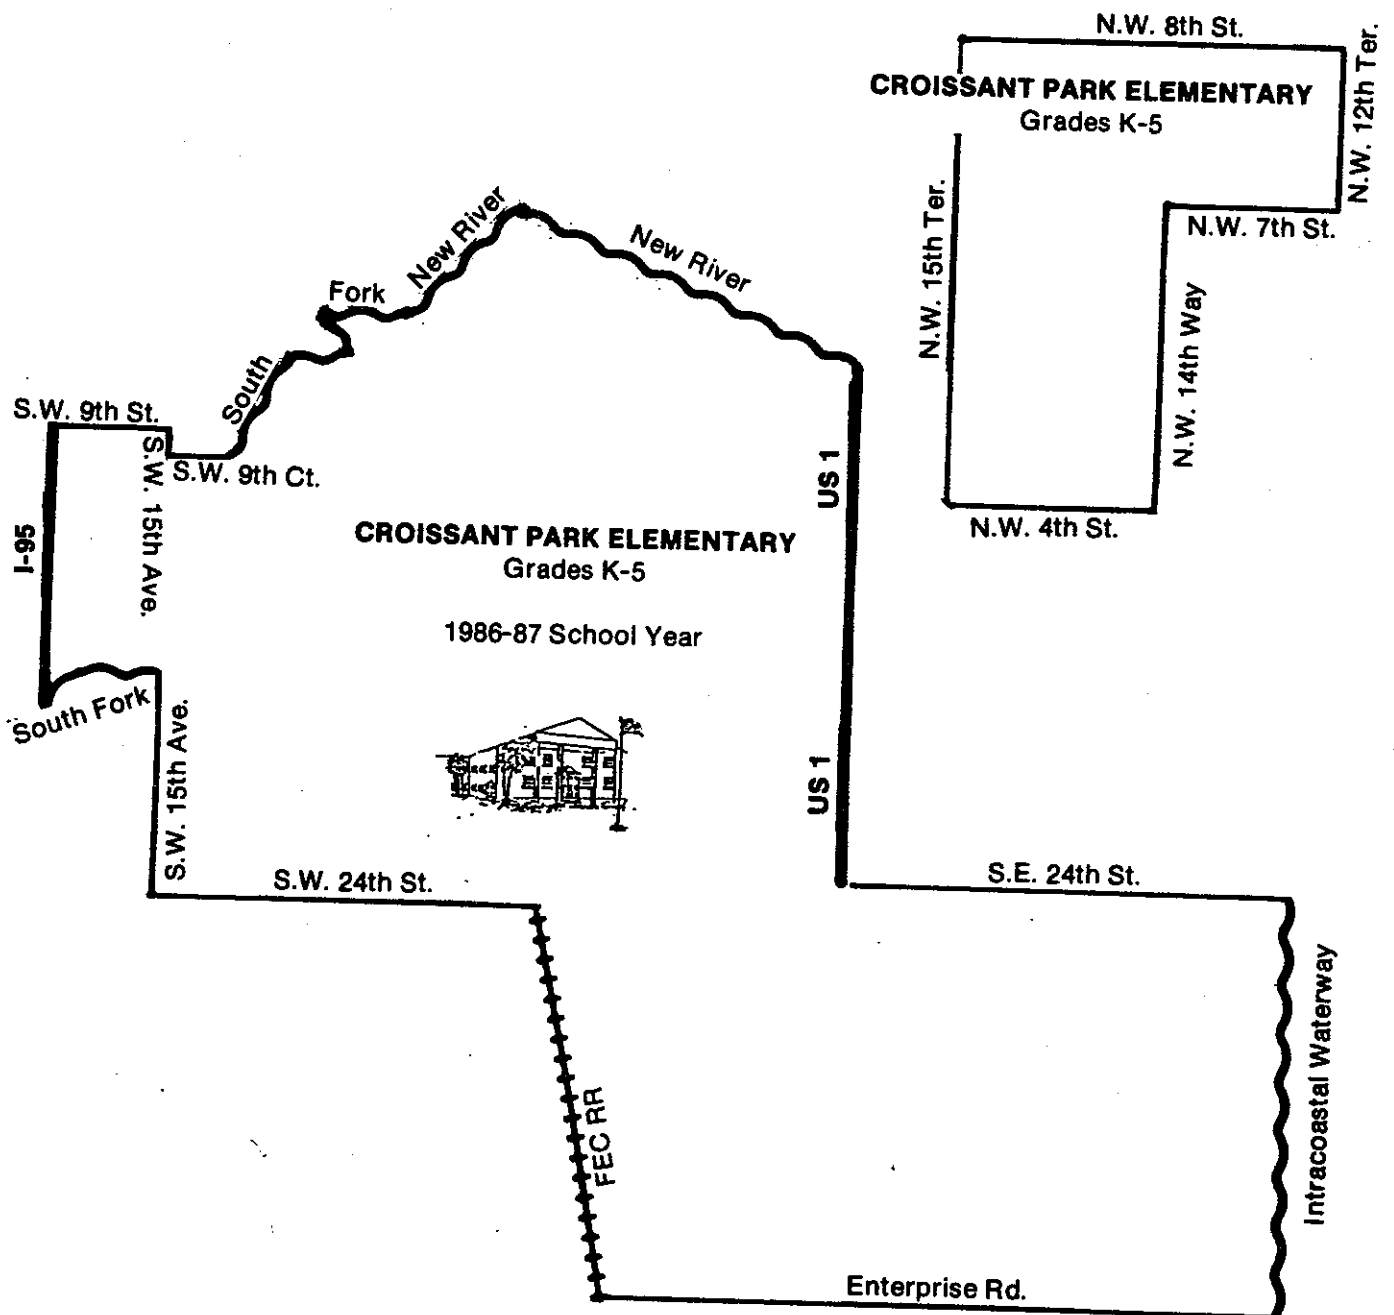 N.W. 8th St.
CROISSANT PARK ELEMENTARY
Grades K-5
N.W. 12th Ter.
N.W. 15th Ter.
N.W. 7th St.
N.W. 14th Way
N.W. 4th St.
New River
New River
Fork
South
S.W. 9th St.
S.W. 15th Ave.
S.W. 9th Ct.
I-95
US 1
CROISSANT PARK ELEMENTARY
Grades K-5
1986-87 School Year
South Fork
S.W. 15th Ave.
US 1
S.W. 24th St.
S.E. 24th St.
Intracoastal Waterway
FEC RR
Enterprise Rd.